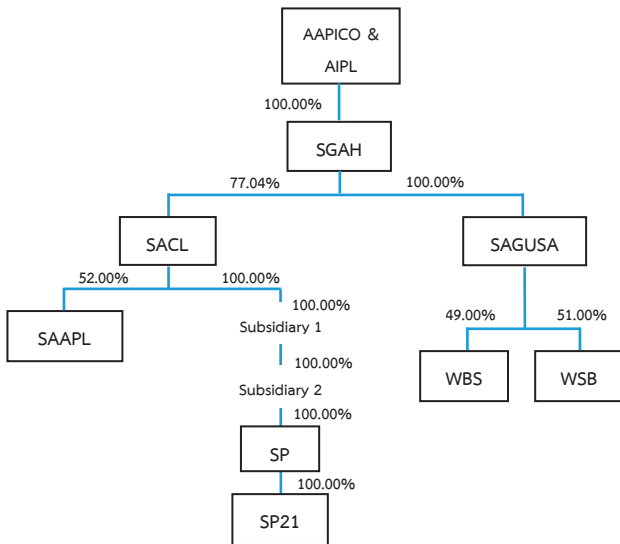 AAPICO &
AIPL
100.00%
SGAH
77.04% 100.00%
SACL SAGUSA
52.00% 100.00%
100.00% 49.00% 51.00%
Subsidiary 1
SAAPL
100.00%
WBS WSB
Subsidiary 2
100.00%
SP
100.00%
SP21